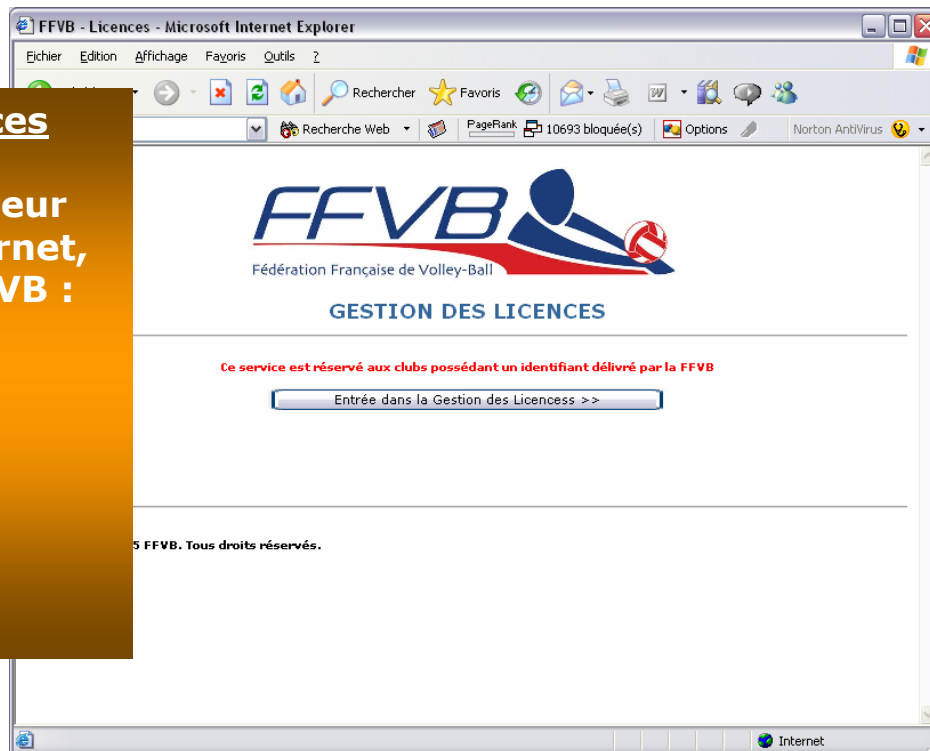 FFVB - Licences - Microsoft Internet Explorer
Eichier Edition Affichage Favoris Outils ?
Rechercher Favoris
Recherche Web PageRank 10693 bloquée(s) Options Norton AntiVirus
ces
eur
rnet,
VB :
FFVB
Fédération Française de Volley-Ball
GESTION DES LICENCES
Ce service est réservé aux clubs possédant un identifiant délivré par la FFVB
Entrée dans la Gestion des Licencess >>
5 FFVB. Tous droits réservés.
Internet